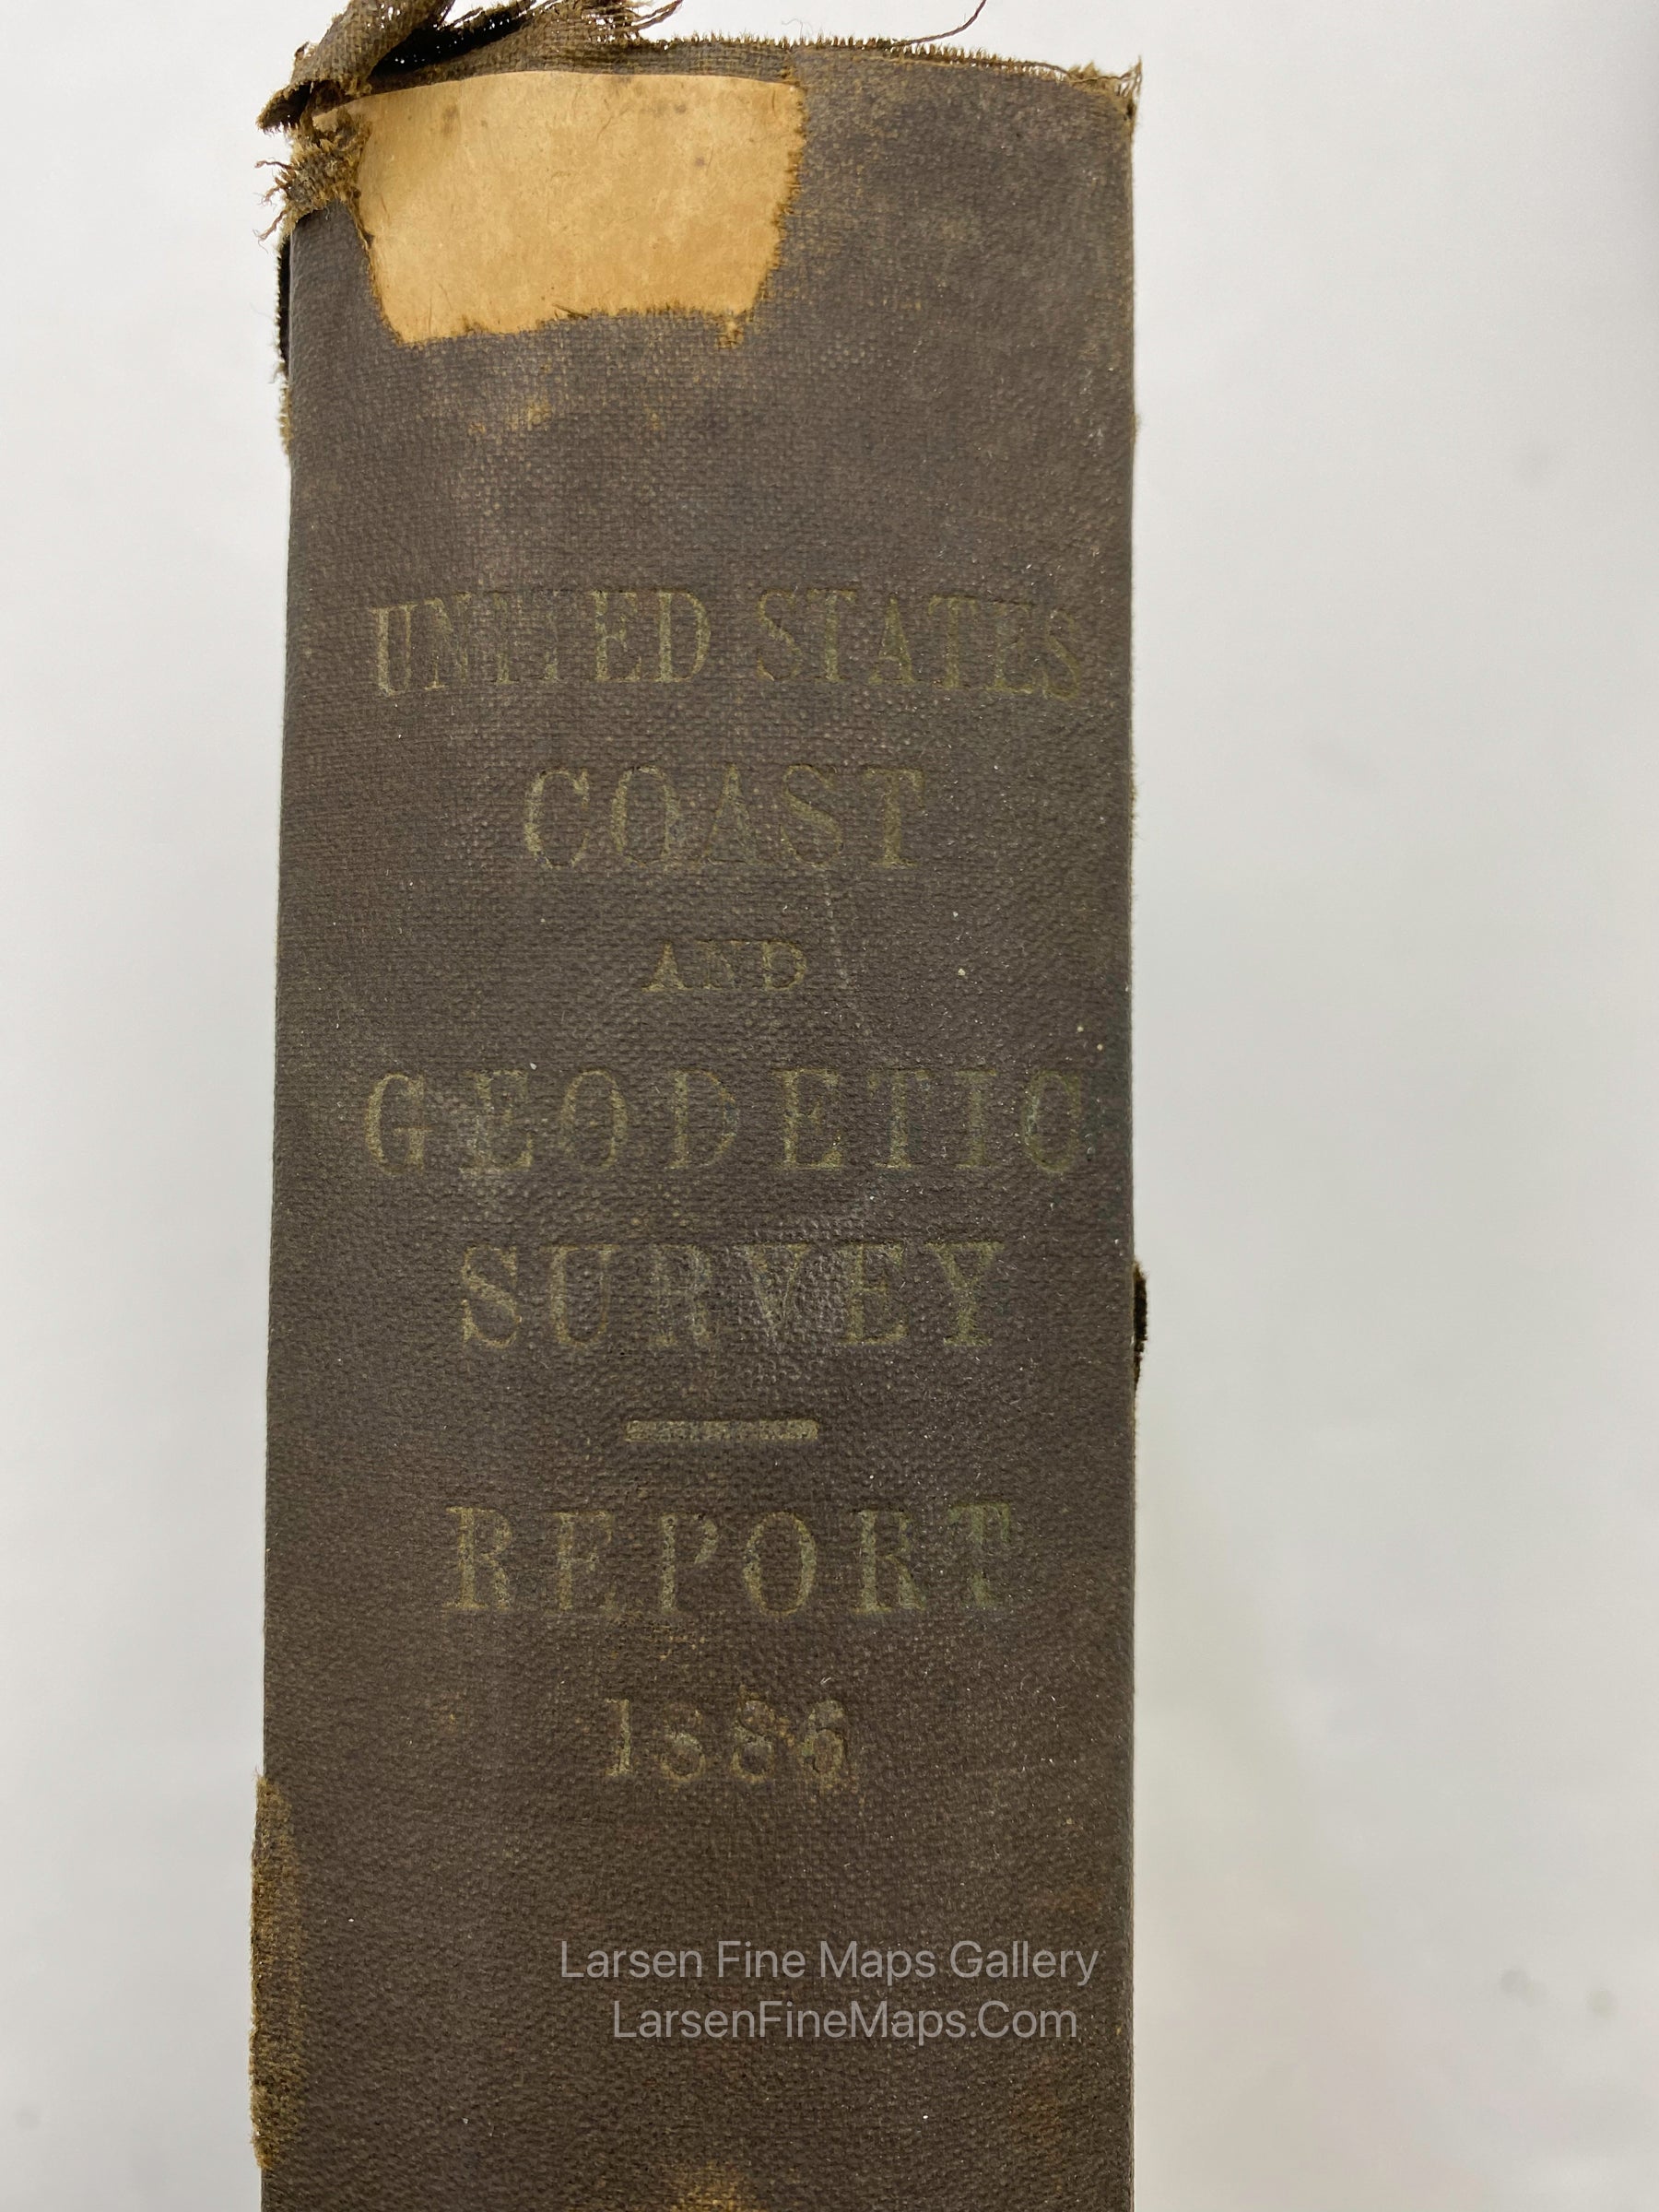 UNITED STATES
COAST
AND
GEODETIC
SURVEY
REPORT
1886
Larsen Fine Maps Gallery
LarsenFineMaps.Com